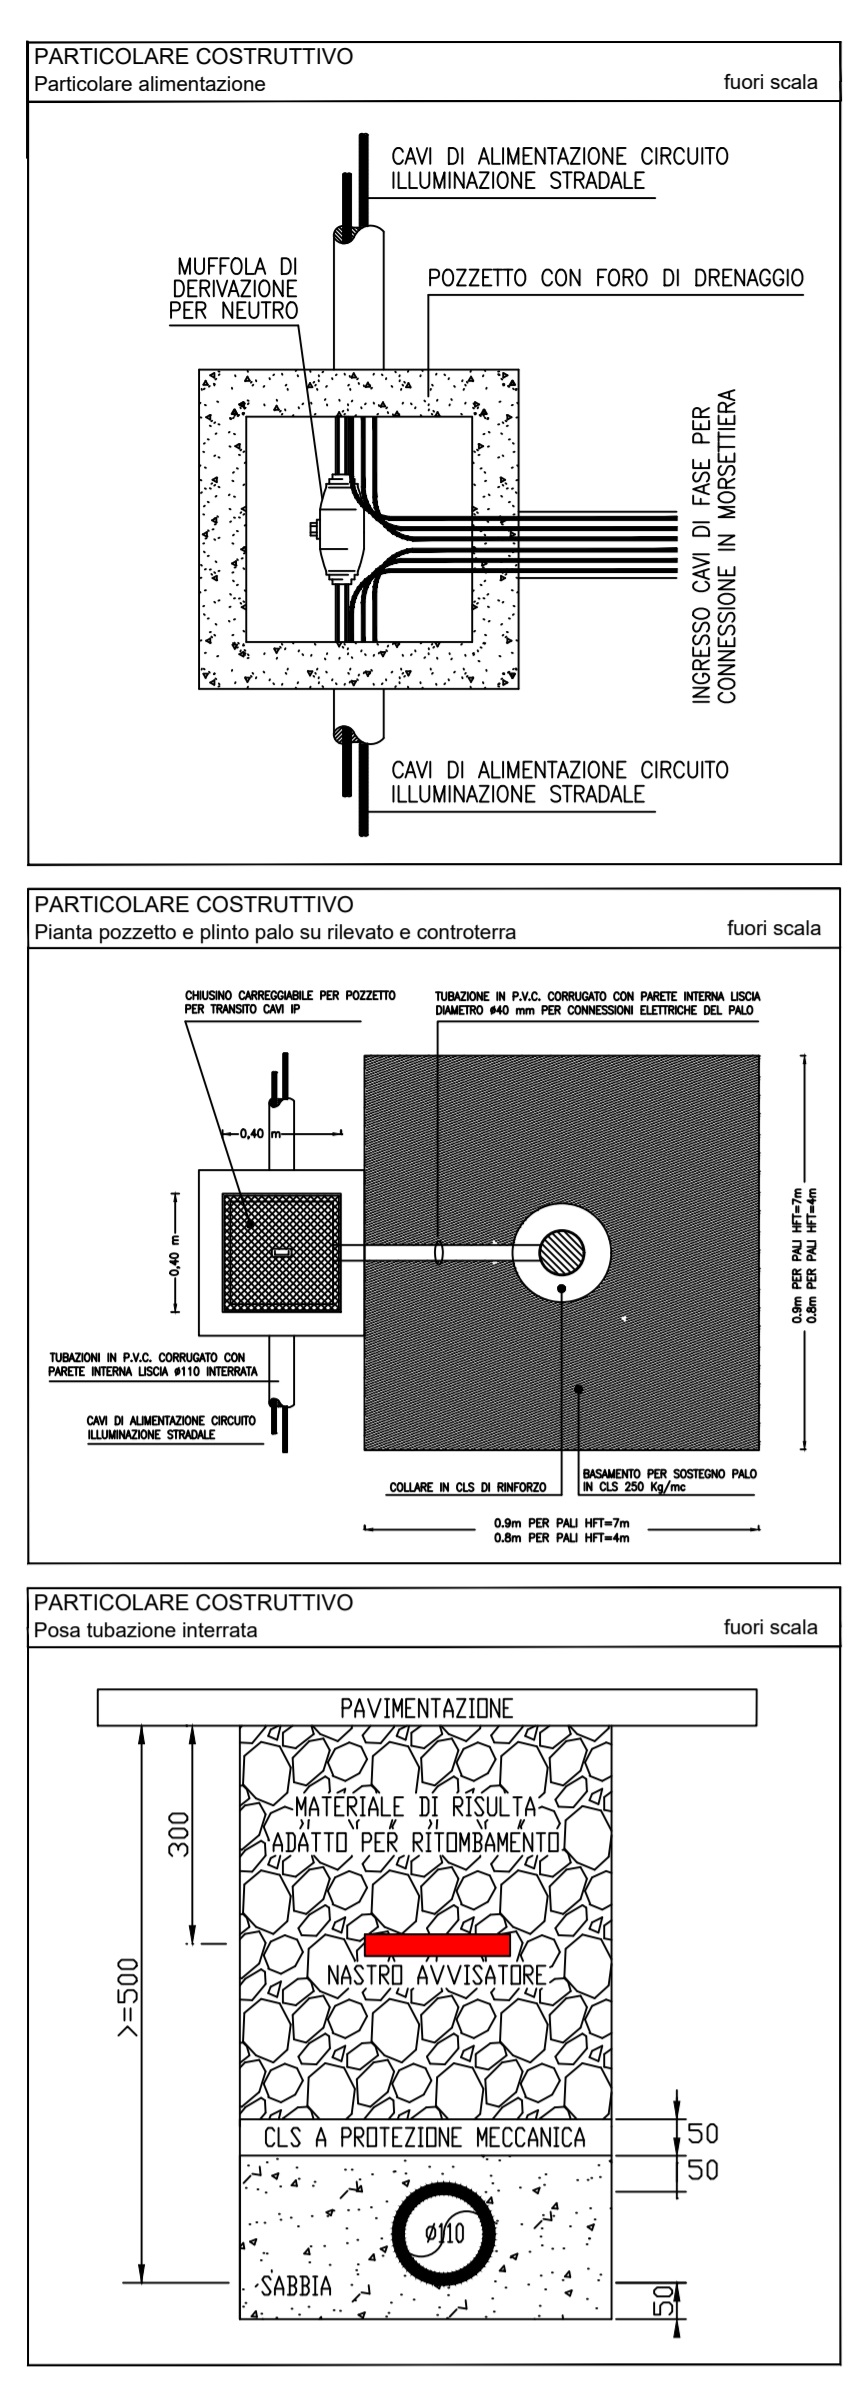 PARTICOLARE COSTRUTTIVO
Particolare alimentazione
fuori scala
CAVI DI ALIMENTAZIONE CIRCUITO
ILLUMINAZIONE STRADALE
MUFFOLA DI
DERIVAZIONE
PER NEUTRO
POZZETTO CON FORO DI DRENAGGIO
INGRESSO CAVI DI FASE PER
CONNESSIONE IN MORSETTIERA
CAVI DI ALIMENTAZIONE CIRCUITO
ILLUMINAZIONE STRADALE
PARTICOLARE COSTRUTTIVO
Pianta pozzetto e plinto palo su rilevato e controterra
fuori scala
CHIUSINO CARREGGIABILE PER POZZETTO
PER TRANSITO CAVI IP
TUBAZIONE IN P.V.C. CORRUGATO CON PARETE INTERNA LISCIA
DIAMETRO ø40 mm PER CONNESSIONI ELETTRICHE DEL PALO
0,40 m
0,40 m
0.9m PER PALI HFT=7m
0.8m PER PALI HFT=4m
TUBAZIONI IN P.V.C. CORRUGATO CON
PARETE INTERNA LISCIA ø110 INTERRATA
CAVI DI ALIMENTAZIONE CIRCUITO
ILLUMINAZIONE STRADALE
COLLARE IN CLS DI RINFORZO
BASAMENTO PER SOSTEGNO PALO
IN CLS 250 Kg/mc
0.9m PER PALI HFT=7m
0.8m PER PALI HFT=4m
PARTICOLARE COSTRUTTIVO
Posa tubazione interrata
fuori scala
PAVIMENTAZIONE
MATERIALE DI RISULTA
ADATTO PER RITOMBAMENTO
300
NASTRO AVVISATORE
>=500
CLS A PROTEZIONE MECCANICA
50
50
Ø110
SABBIA
50